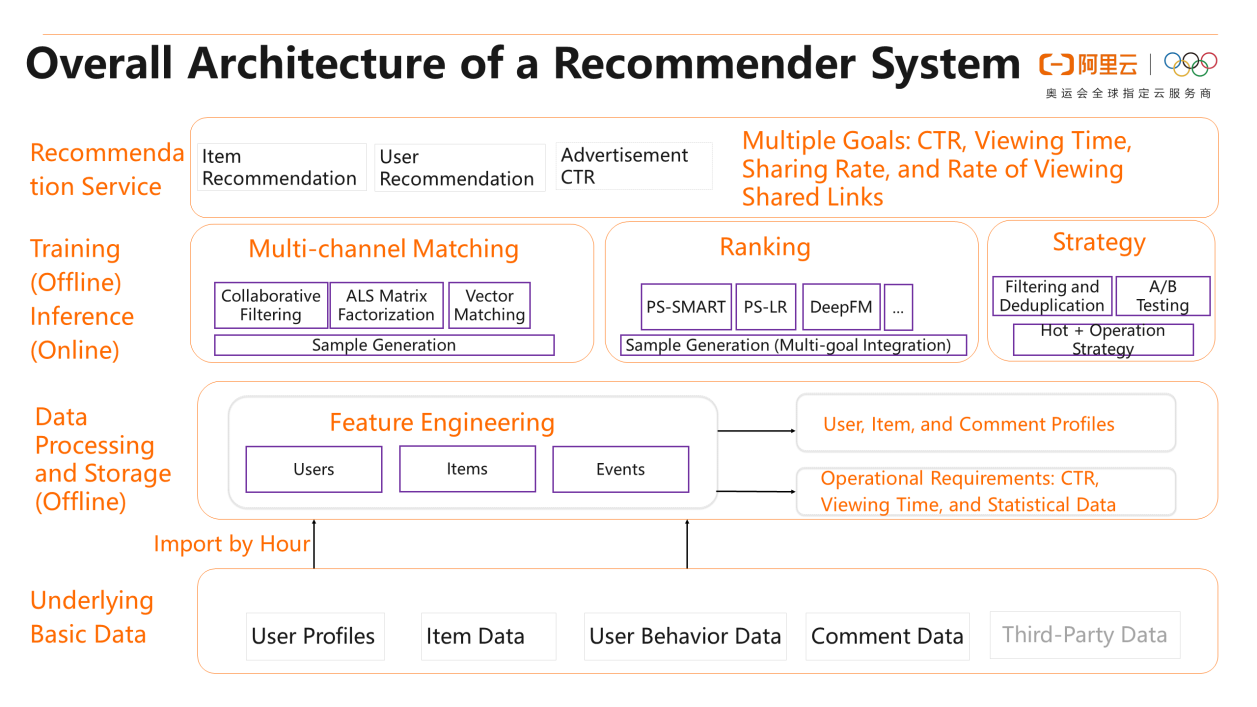 Overall Architecture of a Recommender System
阿里云
奥运会全球指定云服务商
Recommenda
tion Service
Item
Recommendation
User
Recommendation
Advertisement
CTR
Multiple Goals: CTR, Viewing Time,
Sharing Rate, and Rate of Viewing
Shared Links
Training
(Offline)
Inference
(Online)
Multi-channel Matching
Collaborative
Filtering
ALS Matrix
Factorization
Vector
Matching
Sample Generation
Ranking
PS-SMART
PS-LR
DeepFM
...
Sample Generation (Multi-goal Integration)
Strategy
Filtering and
Deduplication
A/B
Testing
Hot + Operation
Strategy
Data
Processing
and Storage
(Offline)
Feature Engineering
Users
Items
Events
User, Item, and Comment Profiles
Operational Requirements: CTR,
Viewing Time, and Statistical Data
Import by Hour
Underlying
Basic Data
User Profiles
Item Data
User Behavior Data
Comment Data
Third-Party Data